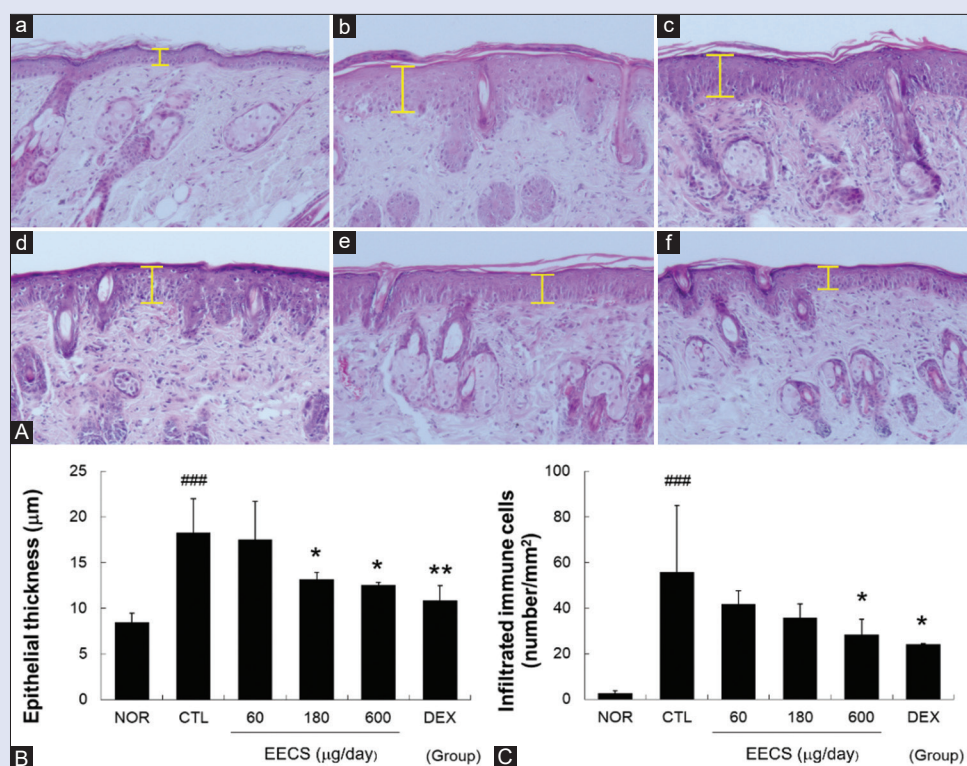 a
b
c
d
e
f
A
Epithelial thickness (μm)
25
20
15
10
5
0
###
*
*
**
NOR CTL 60 180 600 DEX
EECS (μg/day) (Group)
B
Infiltrated immune cells
(number/mm²)
100
80
60
40
20
0
###
*
*
NOR CTL 60 180 600 DEX
EECS (μg/day) (Group)
C